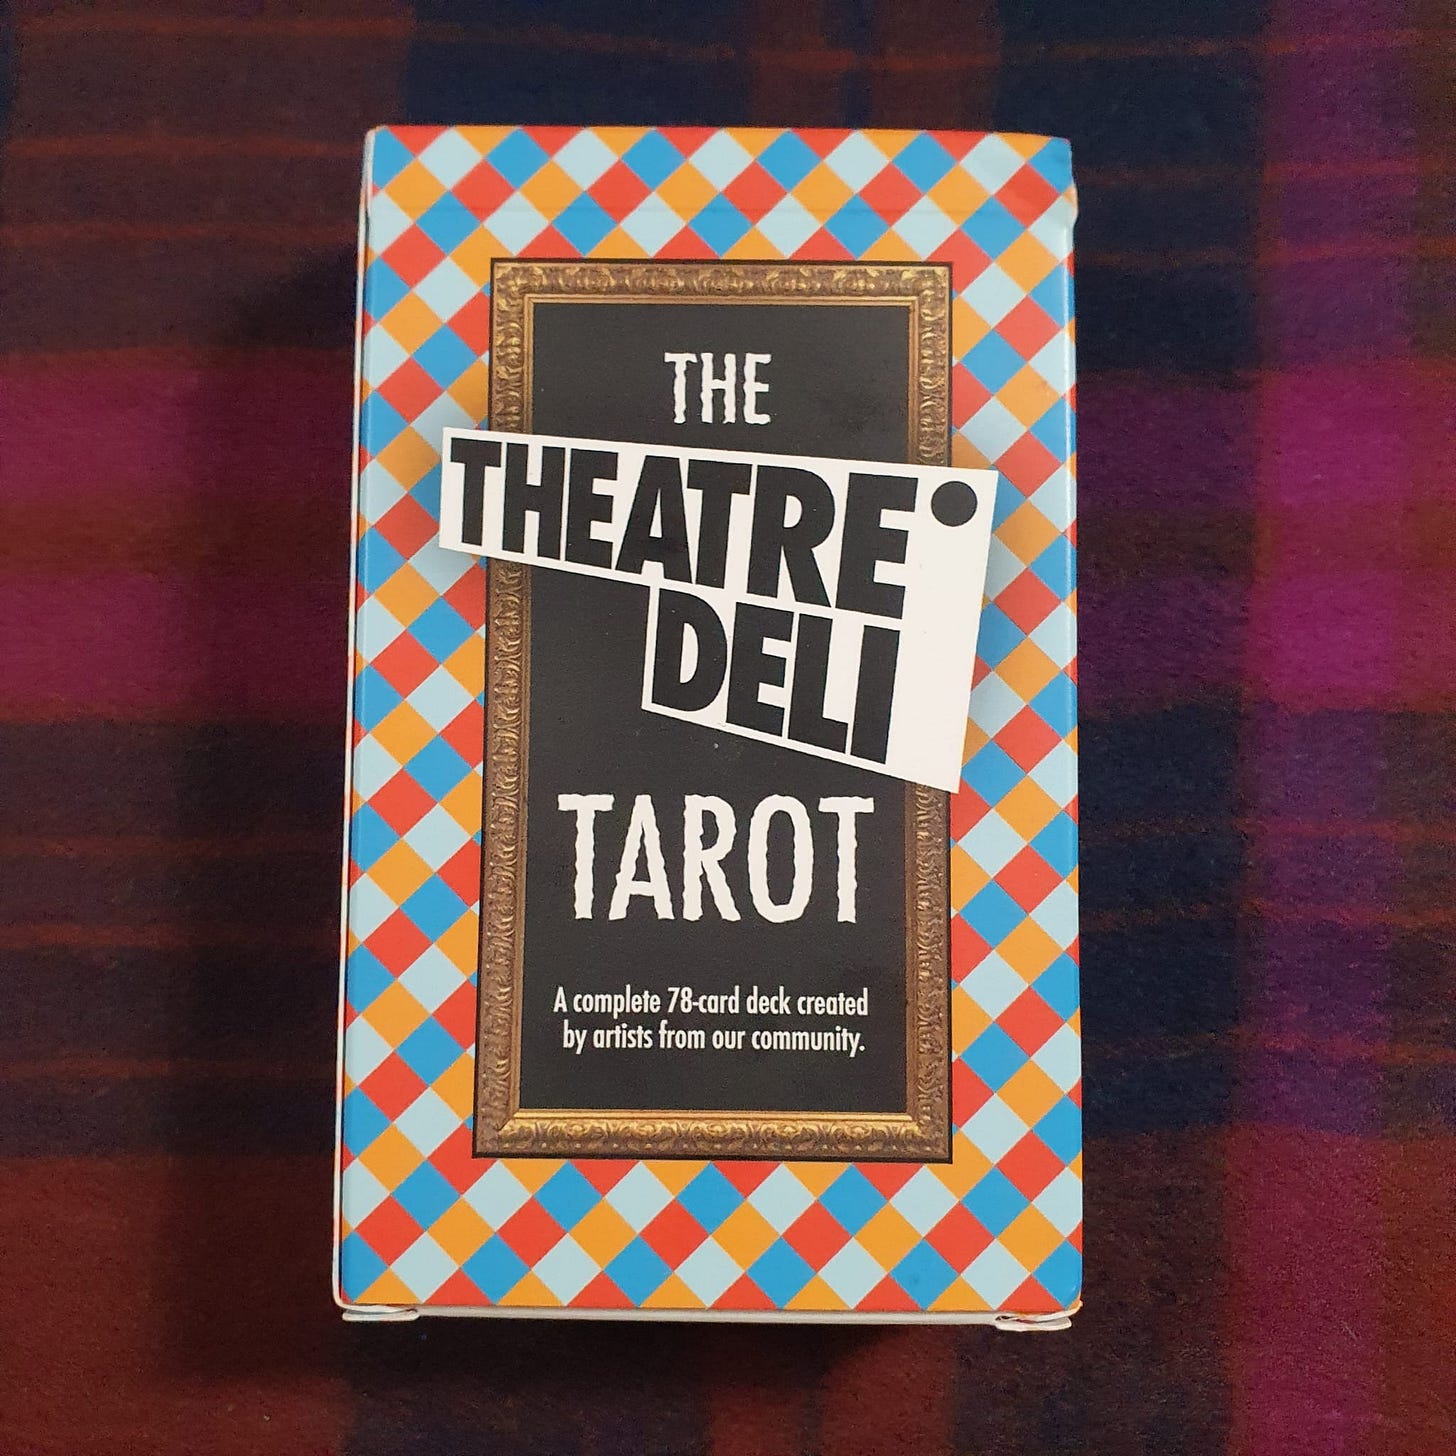 THE
THEATRE
DELI
TAROT
A complete 78-card deck created
by artists from our community.